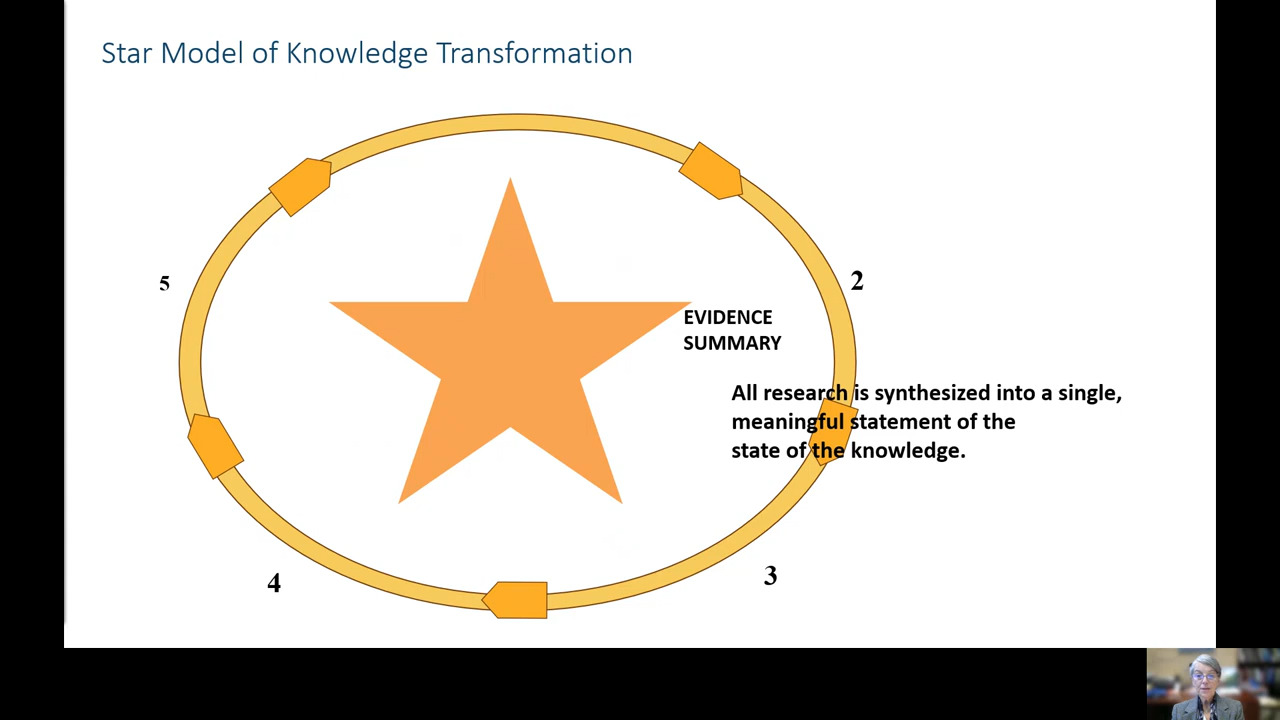 Star Model of Knowledge Transformation
5
2
EVIDENCE
SUMMARY
All research is synthesized into a single,
meaningful statement of the
state of the knowledge.
4
3